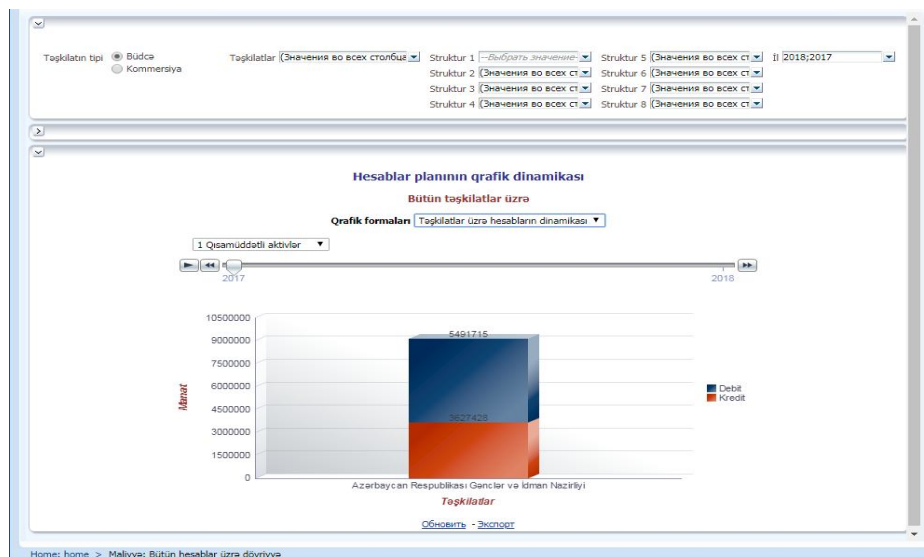 Təşkilatın tipi Büdcə Təşkilatlar (Значения во всех столбца Struktur 1 --Выбрать значение- Struktur 5 (Значения во всех ст İl 2018;2017
Kommersiya Struktur 2 (Значения во всех ст Struktur 6 (Значения во всех ст
Struktur 3 (Значения во всех ст Struktur 7 (Значения во всех ст
Struktur 4 (Значения во всех ст Struktur 8 (Значения во всех ст
Hesablar planının qrafik dinamikası
Bütün təşkilatlar üzrə
Qrafik formaları Təşkilatlar üzrə hesabların dinamikası
1 Qısamüddətli aktivlər
2017 2018
10500000
5491715
9000000
7500000
6000000
Debit
Kredit
Manat
4500000
3627428
3000000
1500000
0
Azərbaycan Respublikası Gənclər və İdman Nazirliyi
Təşkilatlar
Обновить - Экспорт
Home: home > Maliyyə: Bütün hesablar üzrə dövriyyə